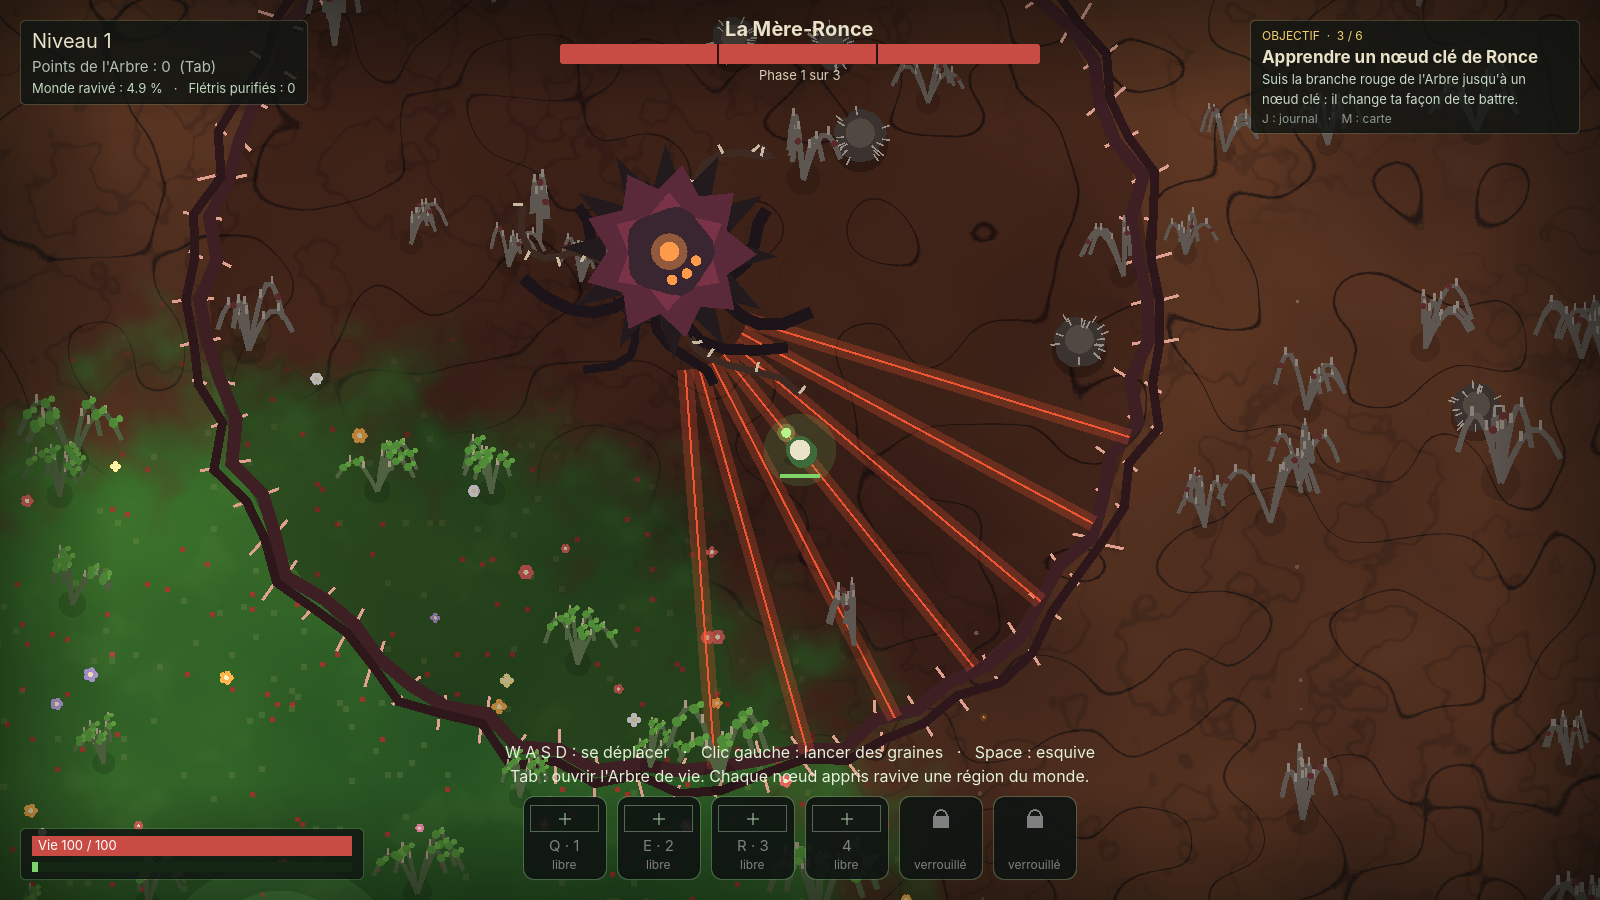 Niveau 1
Points de l'Arbre : 0 (Tab)
Monde ravivé : 4.9 % · Flétris purifiés : 0
La Mère-Ronce
Phase 1 sur 3
OBJECTIF · 3 / 6
Apprendre un nœud clé de Ronce
Suis la branche rouge de l'Arbre jusqu'à un
nœud clé : il change ta façon de te battre.
J : journal · M : carte
W A S D : se déplacer · Clic gauche : lancer des graines · Space : esquive
Tab : ouvrir l'Arbre de vie. Chaque nœud appris ravive une région du monde.
Vie 100 / 100
+ + + +
Q · 1 E · 2 R · 3 4
libre libre libre libre verrouillé verrouillé